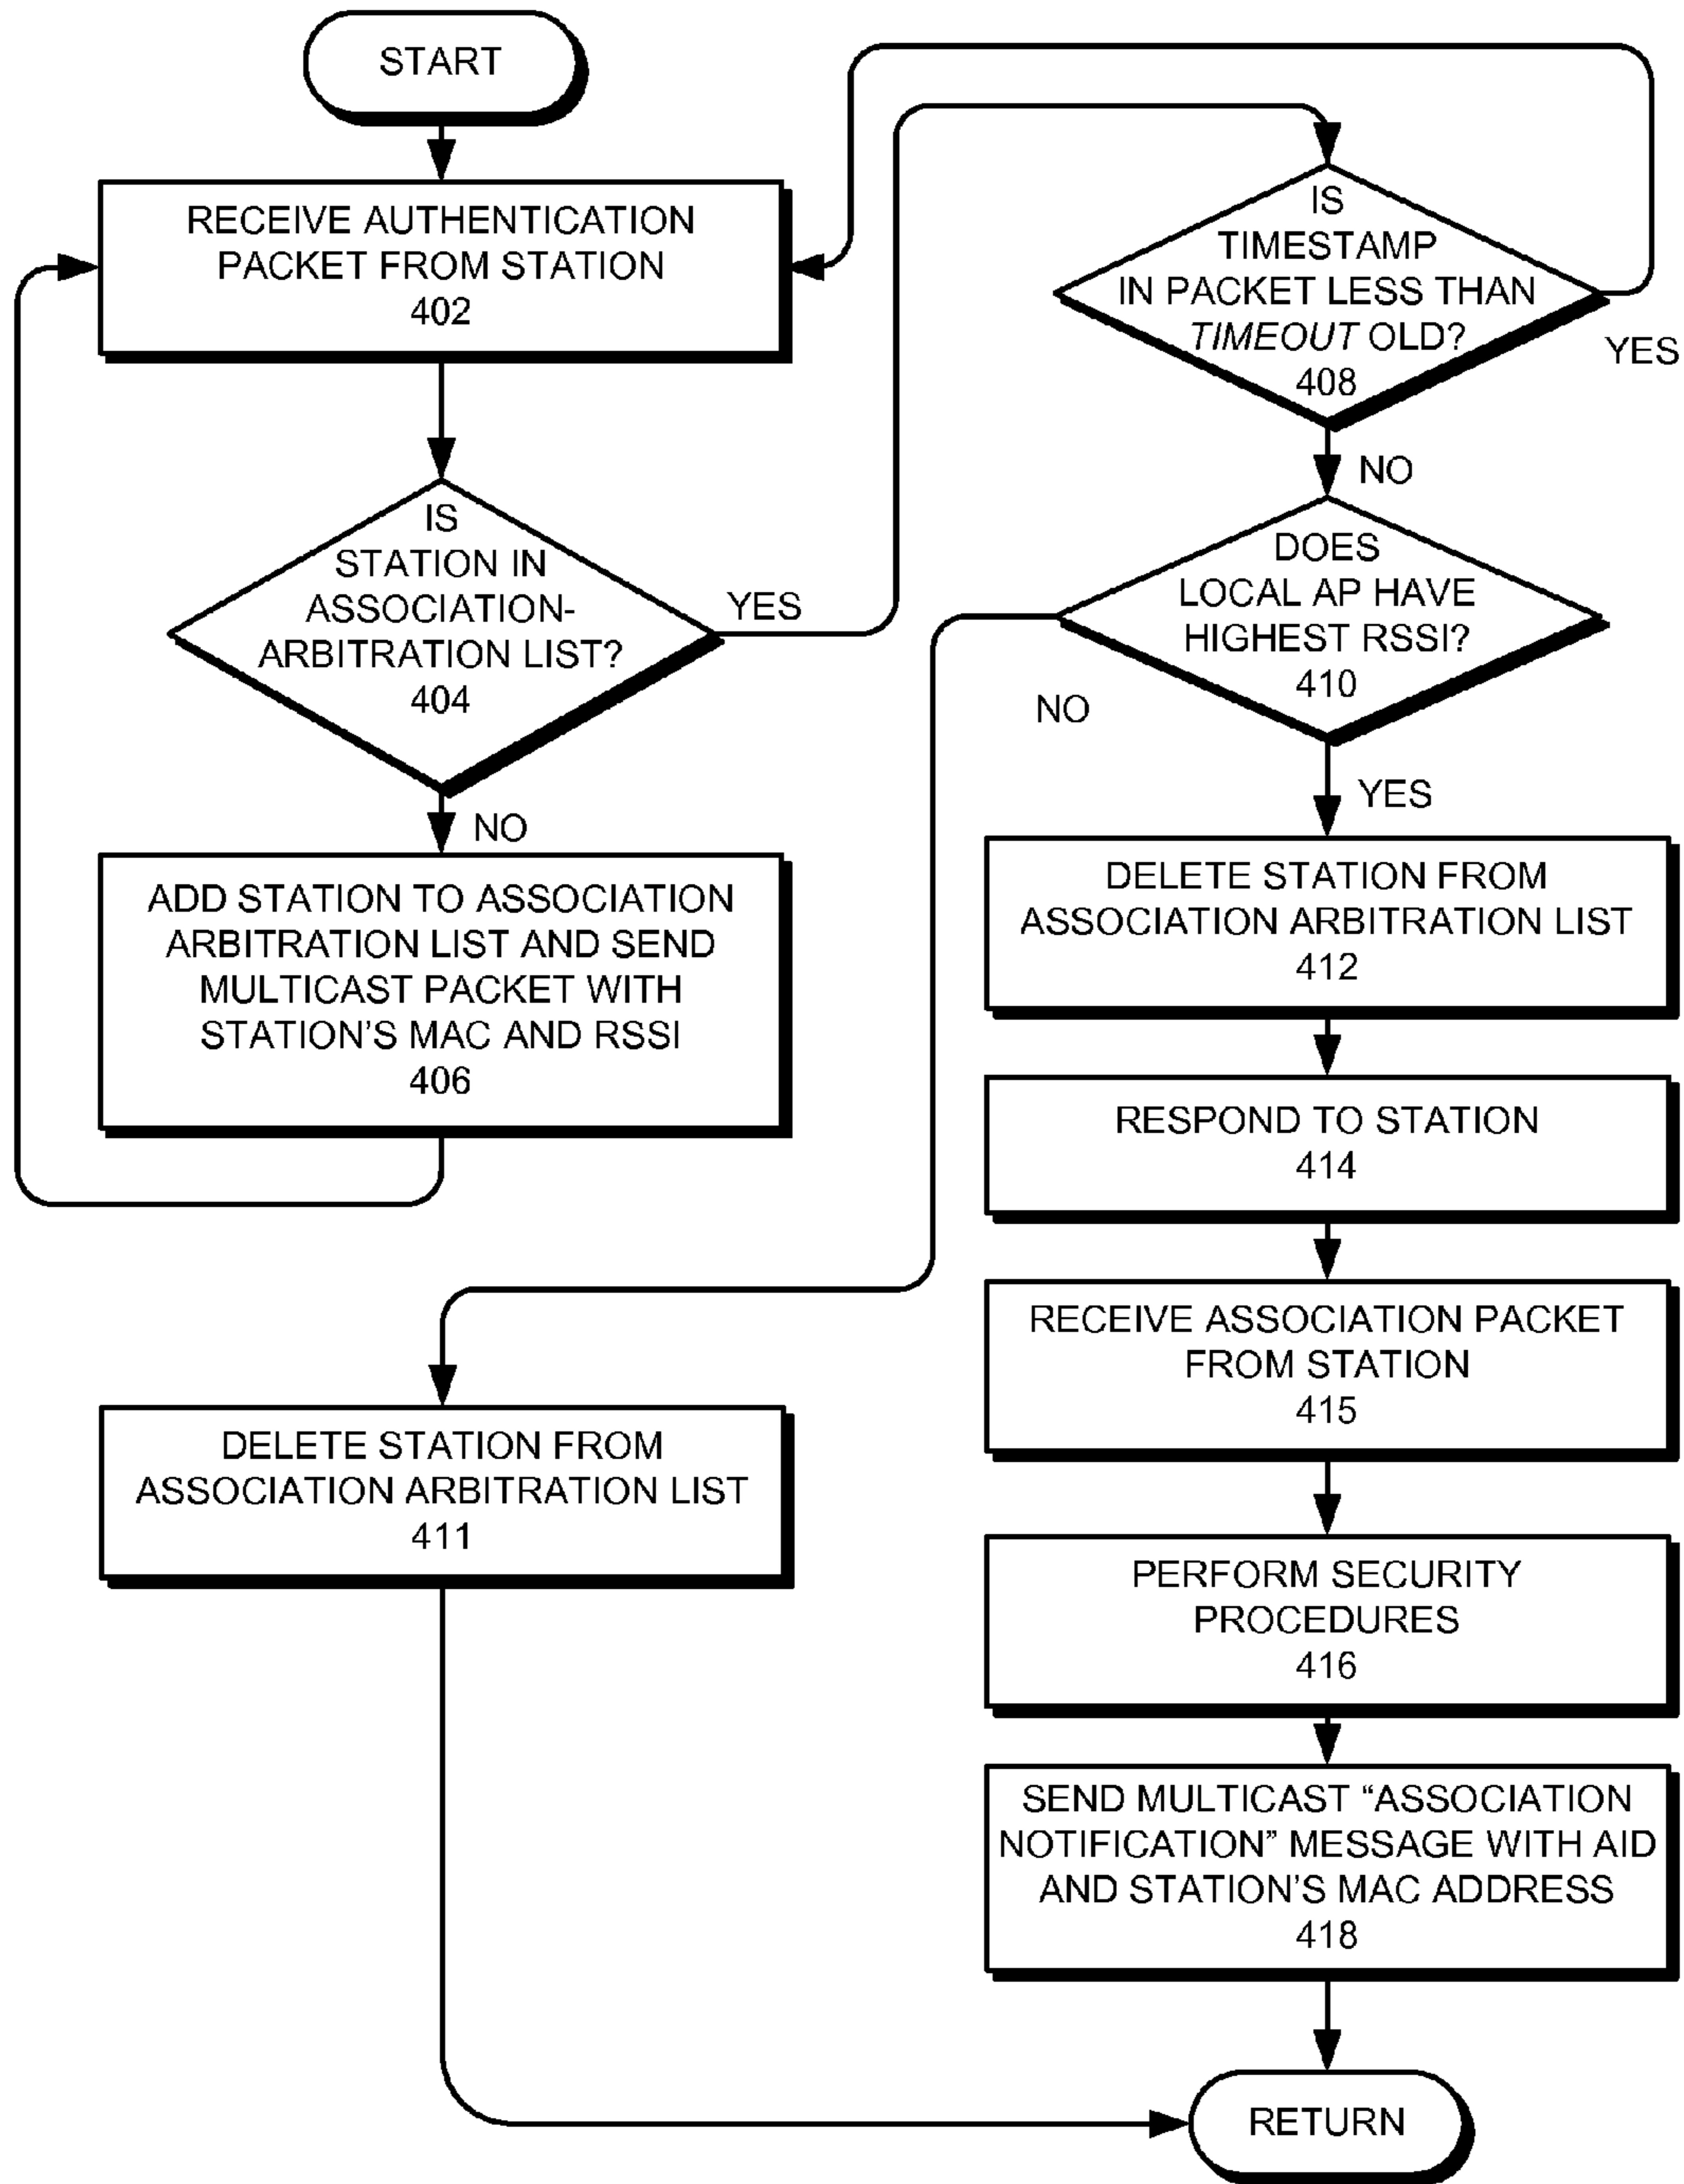 START
RECEIVE AUTHENTICATION
PACKET FROM STATION
402
IS
STATION IN
ASSOCIATION-
ARBITRATION LIST?
404
YES
NO
ADD STATION TO ASSOCIATION
ARBITRATION LIST AND SEND
MULTICAST PACKET WITH
STATION'S MAC AND RSSI
406
IS
TIMESTAMP
IN PACKET LESS THAN
TIMEOUT OLD?
408
YES
NO
DOES
LOCAL AP HAVE
HIGHEST RSSI?
410
NO
YES
DELETE STATION FROM
ASSOCIATION ARBITRATION LIST
411
DELETE STATION FROM
ASSOCIATION ARBITRATION LIST
412
RESPOND TO STATION
414
RECEIVE ASSOCIATION PACKET
FROM STATION
415
PERFORM SECURITY
PROCEDURES
416
SEND MULTICAST “ASSOCIATION
NOTIFICATION” MESSAGE WITH AID
AND STATION'S MAC ADDRESS
418
RETURN